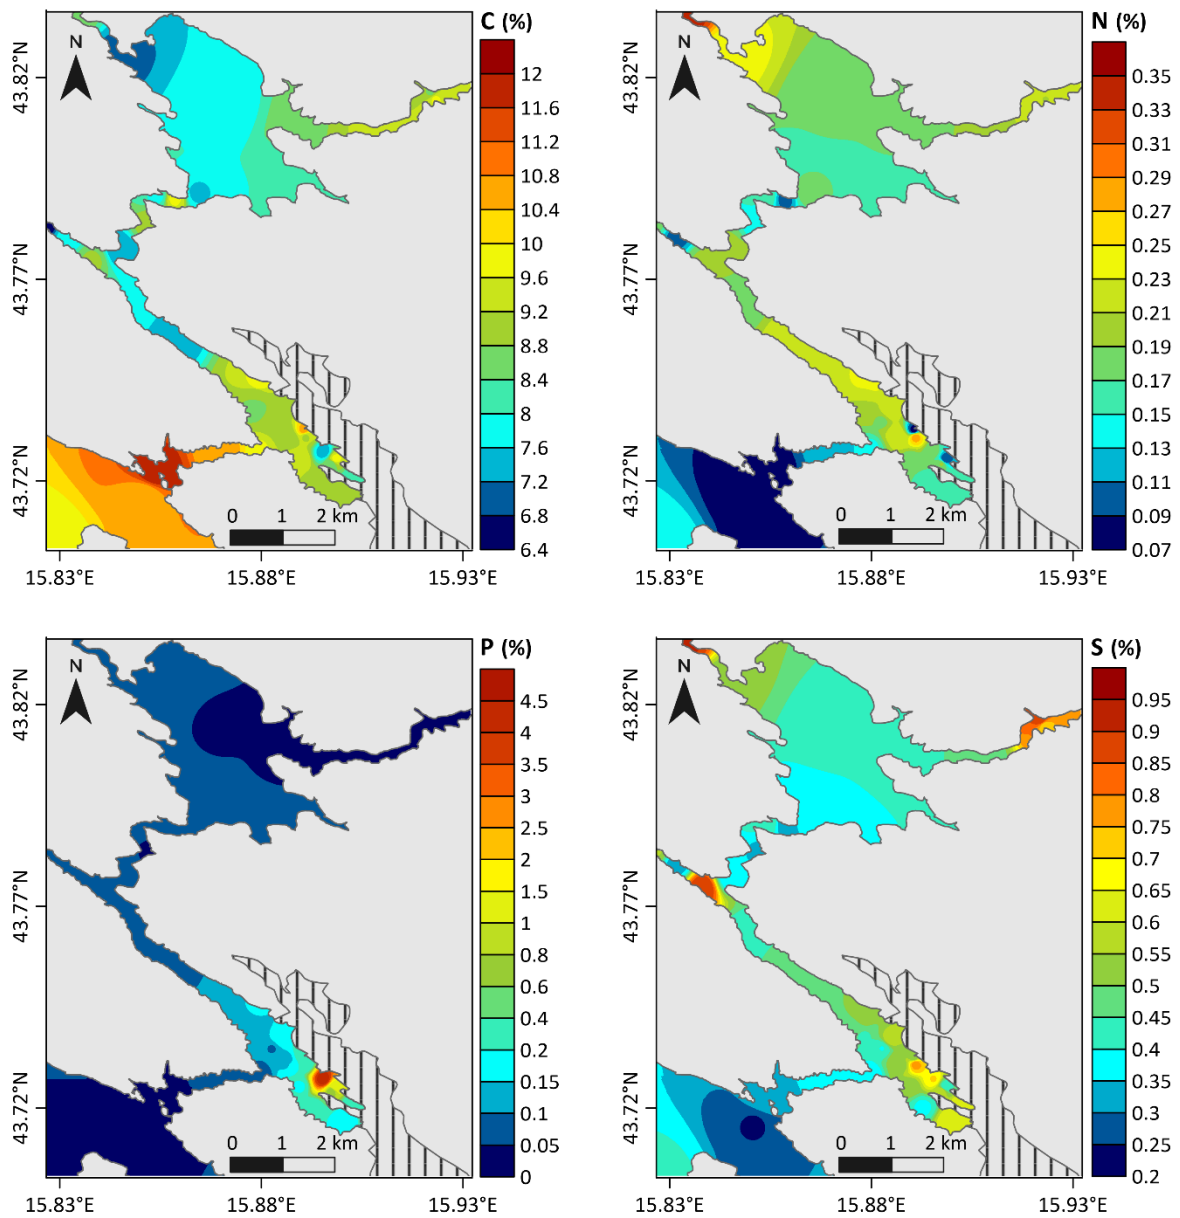 C (%)
N
12
11.6
11.2
10.8
10.4
10
9.6
9.2
8.8
8.4
8
7.6
7.2
6.8
6.4
43.82°N
43.77°N
43.72°N
0 1 2 km
15.83°E 15.88°E 15.93°E
N (%)
N
0.35
0.33
0.31
0.29
0.27
0.25
0.23
0.21
0.19
0.17
0.15
0.13
0.11
0.09
0.07
43.82°N
43.77°N
43.72°N
0 1 2 km
15.83°E 15.88°E 15.93°E
P (%)
N
4.5
4
3.5
3
2.5
2
1.5
1
0.8
0.6
0.4
0.2
0.15
0.1
0.05
0
43.82°N
43.77°N
43.72°N
0 1 2 km
15.83°E 15.88°E 15.93°E
S (%)
N
0.95
0.9
0.85
0.8
0.75
0.7
0.65
0.6
0.55
0.5
0.45
0.4
0.35
0.3
0.25
0.2
43.82°N
43.77°N
43.72°N
0 1 2 km
15.83°E 15.88°E 15.93°E